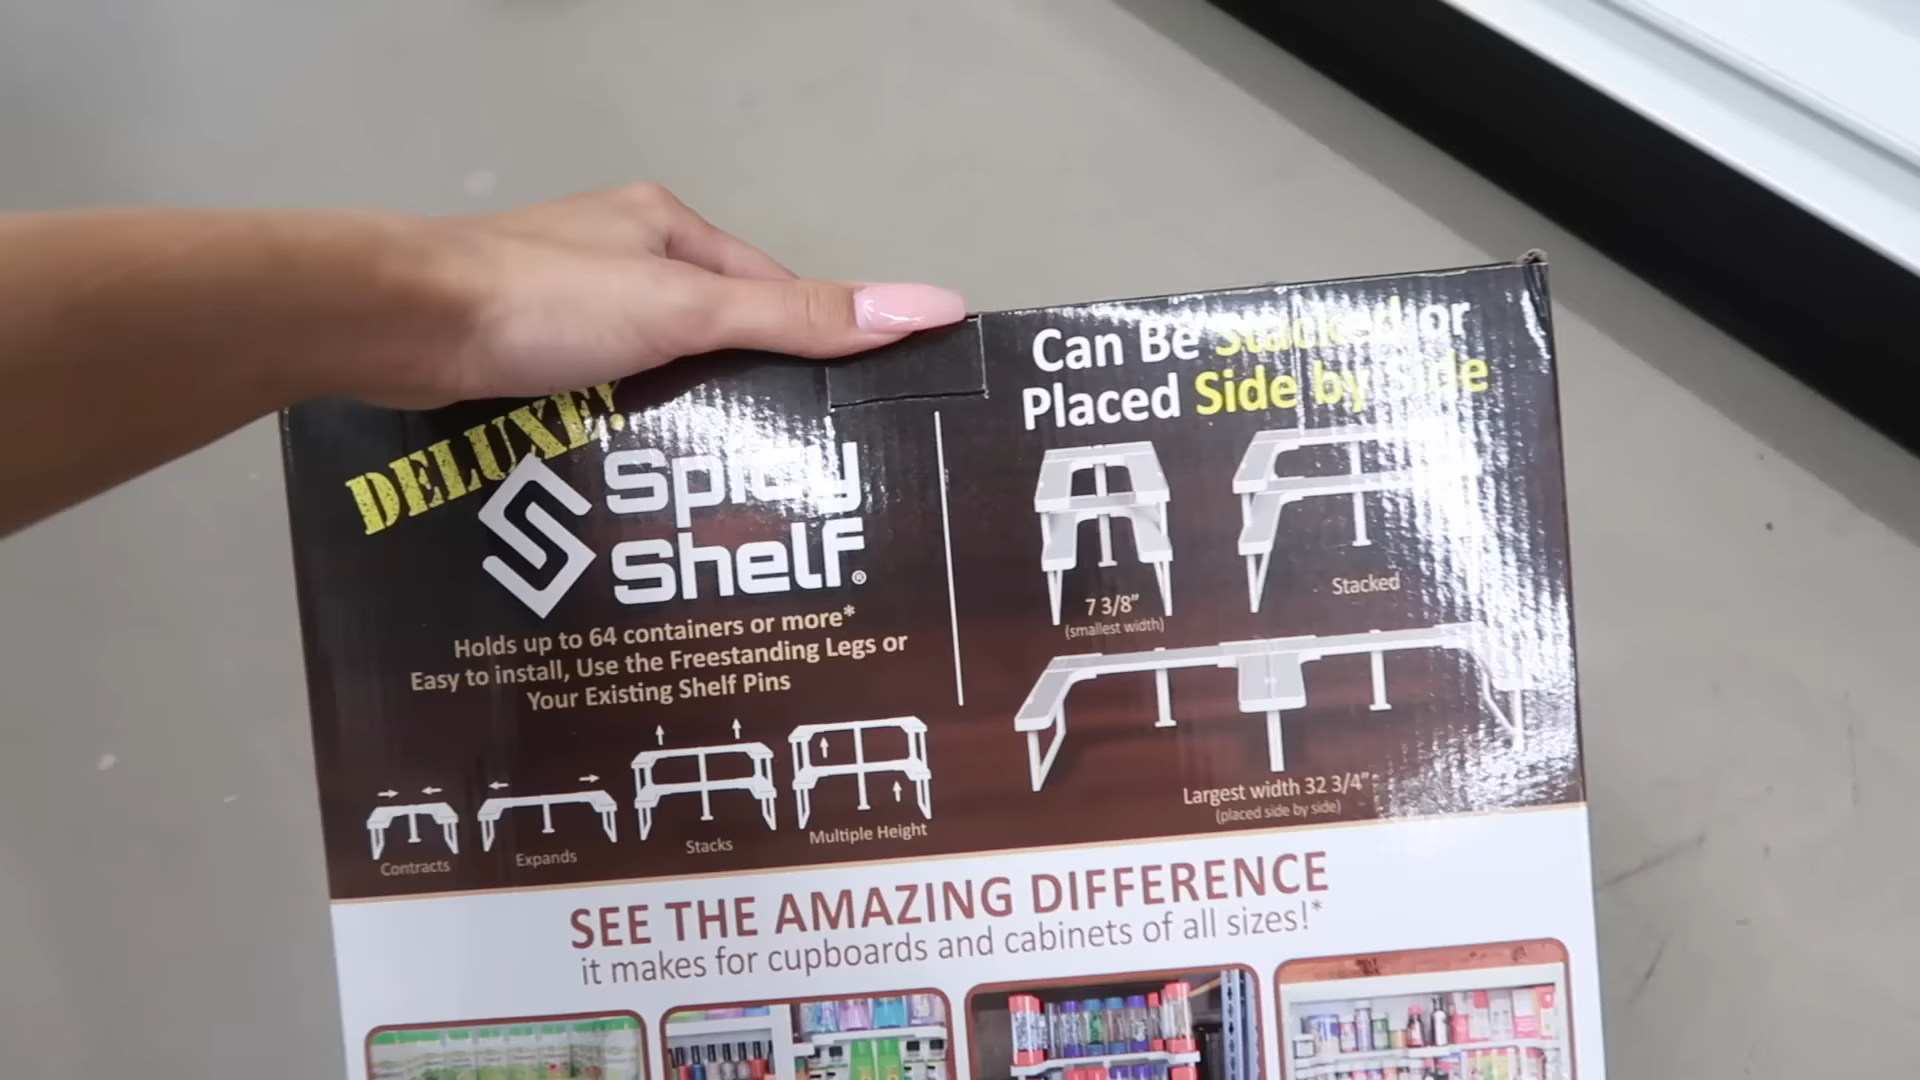 DELUXE!
Spicy
Shelf®
Holds up to 64 containers or more*
Easy to install, Use the Freestanding Legs or
Your Existing Shelf Pins
Contracts
Expands
Stacks
Multiple Height
Can Be Stacked or
Placed Side by Side
7 3/8”
(smallest width)
Stacked
Largest width 32 3/4”
(placed side by side)
SEE THE AMAZING DIFFERENCE
it makes for cupboards and cabinets of all sizes!*